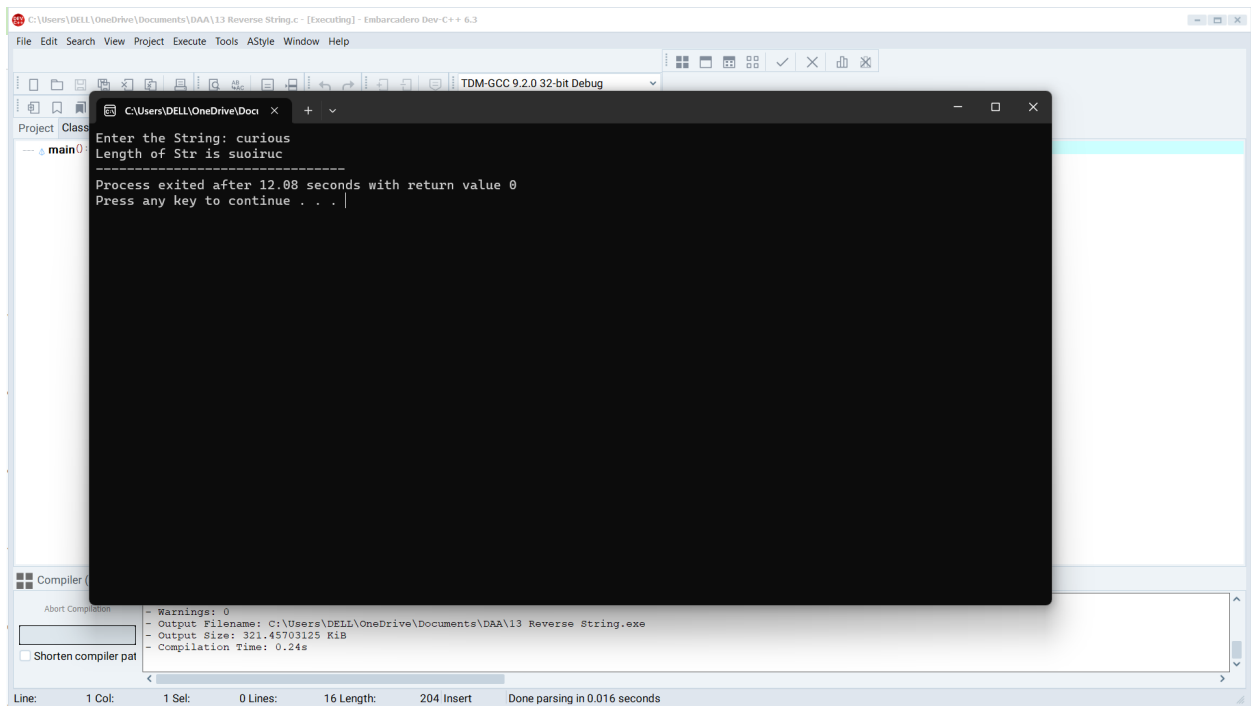 C:\Users\DELL\OneDrive\Documents\DAA\13 Reverse String.c - [Executing] - Embarcadero Dev-C++ 6.3
File Edit Search View Project Execute Tools AStyle Window Help
TDM-GCC 9.2.0 32-bit Debug
C:\Users\DELL\OneDrive\Doc
Project Class
main()
Enter the String: curious
Length of Str is suoiruc
--------------------------------
Process exited after 12.08 seconds with return value 0
Press any key to continue . . .
Compiler (
Abort Compilation
Shorten compiler pat
- Warnings: 0
- Output Filename: C:\Users\DELL\OneDrive\Documents\DAA\13 Reverse String.exe
- Output Size: 321.45703125 KiB
- Compilation Time: 0.24s
Line: 1 Col: 1 Sel: 0 Lines: 16 Length: 204 Insert Done parsing in 0.016 seconds